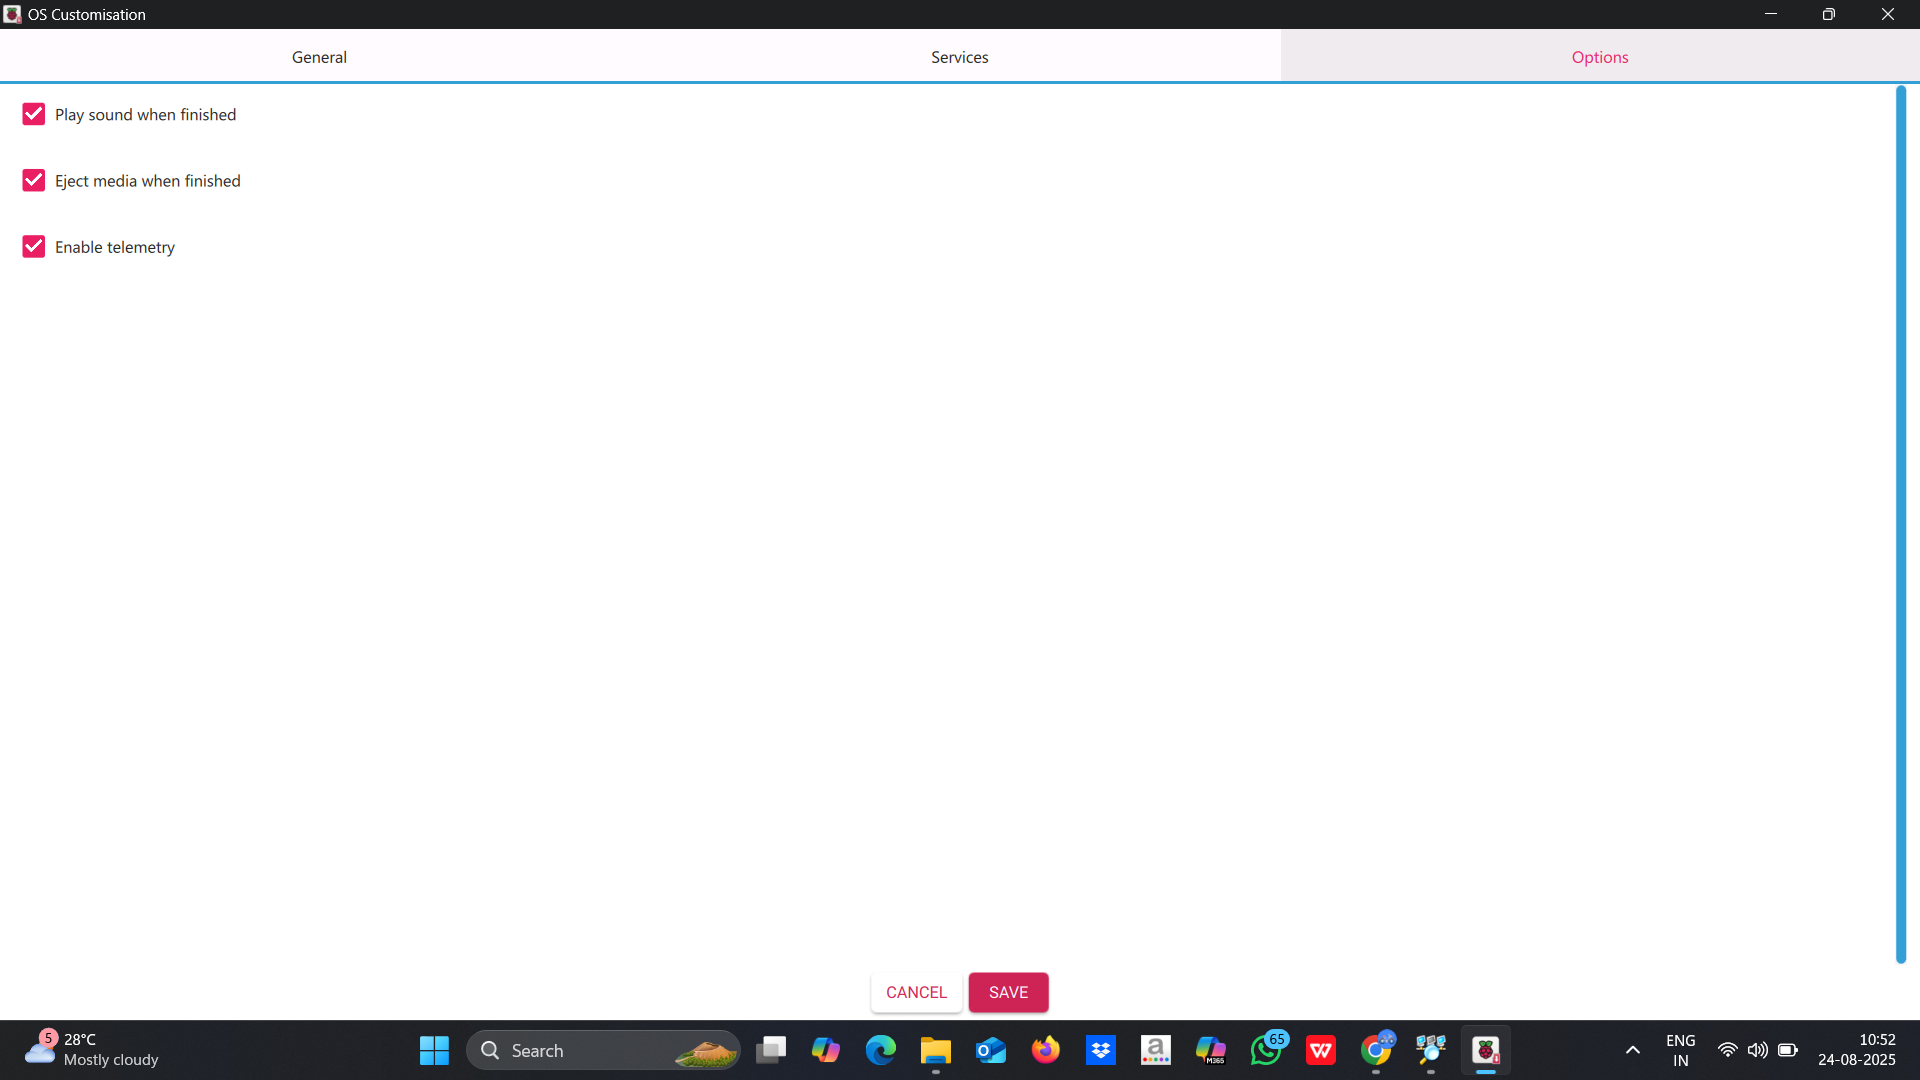 OS Customisation
General
Services
Options
Play sound when finished
Eject media when finished
Enable telemetry
CANCEL
SAVE
5
28°C
Mostly cloudy
Search
M365
65
ENG
IN
10:52
24-08-2025